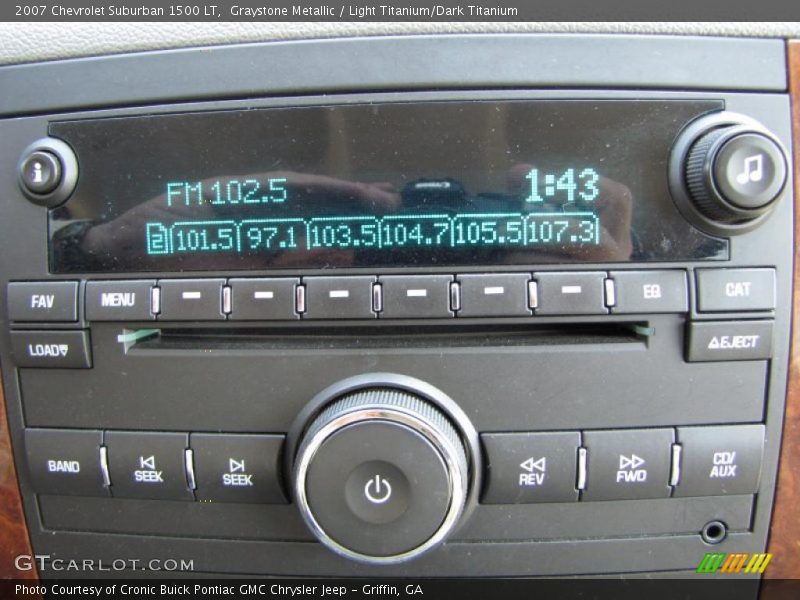 2007 Chevrolet Suburban 1500 LT, Graystone Metallic / Light Titanium/Dark Titanium
i
FM 102.5 1:43
2 101.5 97.1 103.5 104.7 105.5 107.3
FAV MENU EQ CAT
LOAD EJECT
BAND SEEK SEEK REV FWD CD/
AUX
GTCARLOT.COM
Photo Courtesy of Cronic Buick Pontiac GMC Chrysler Jeep - Griffin, GA